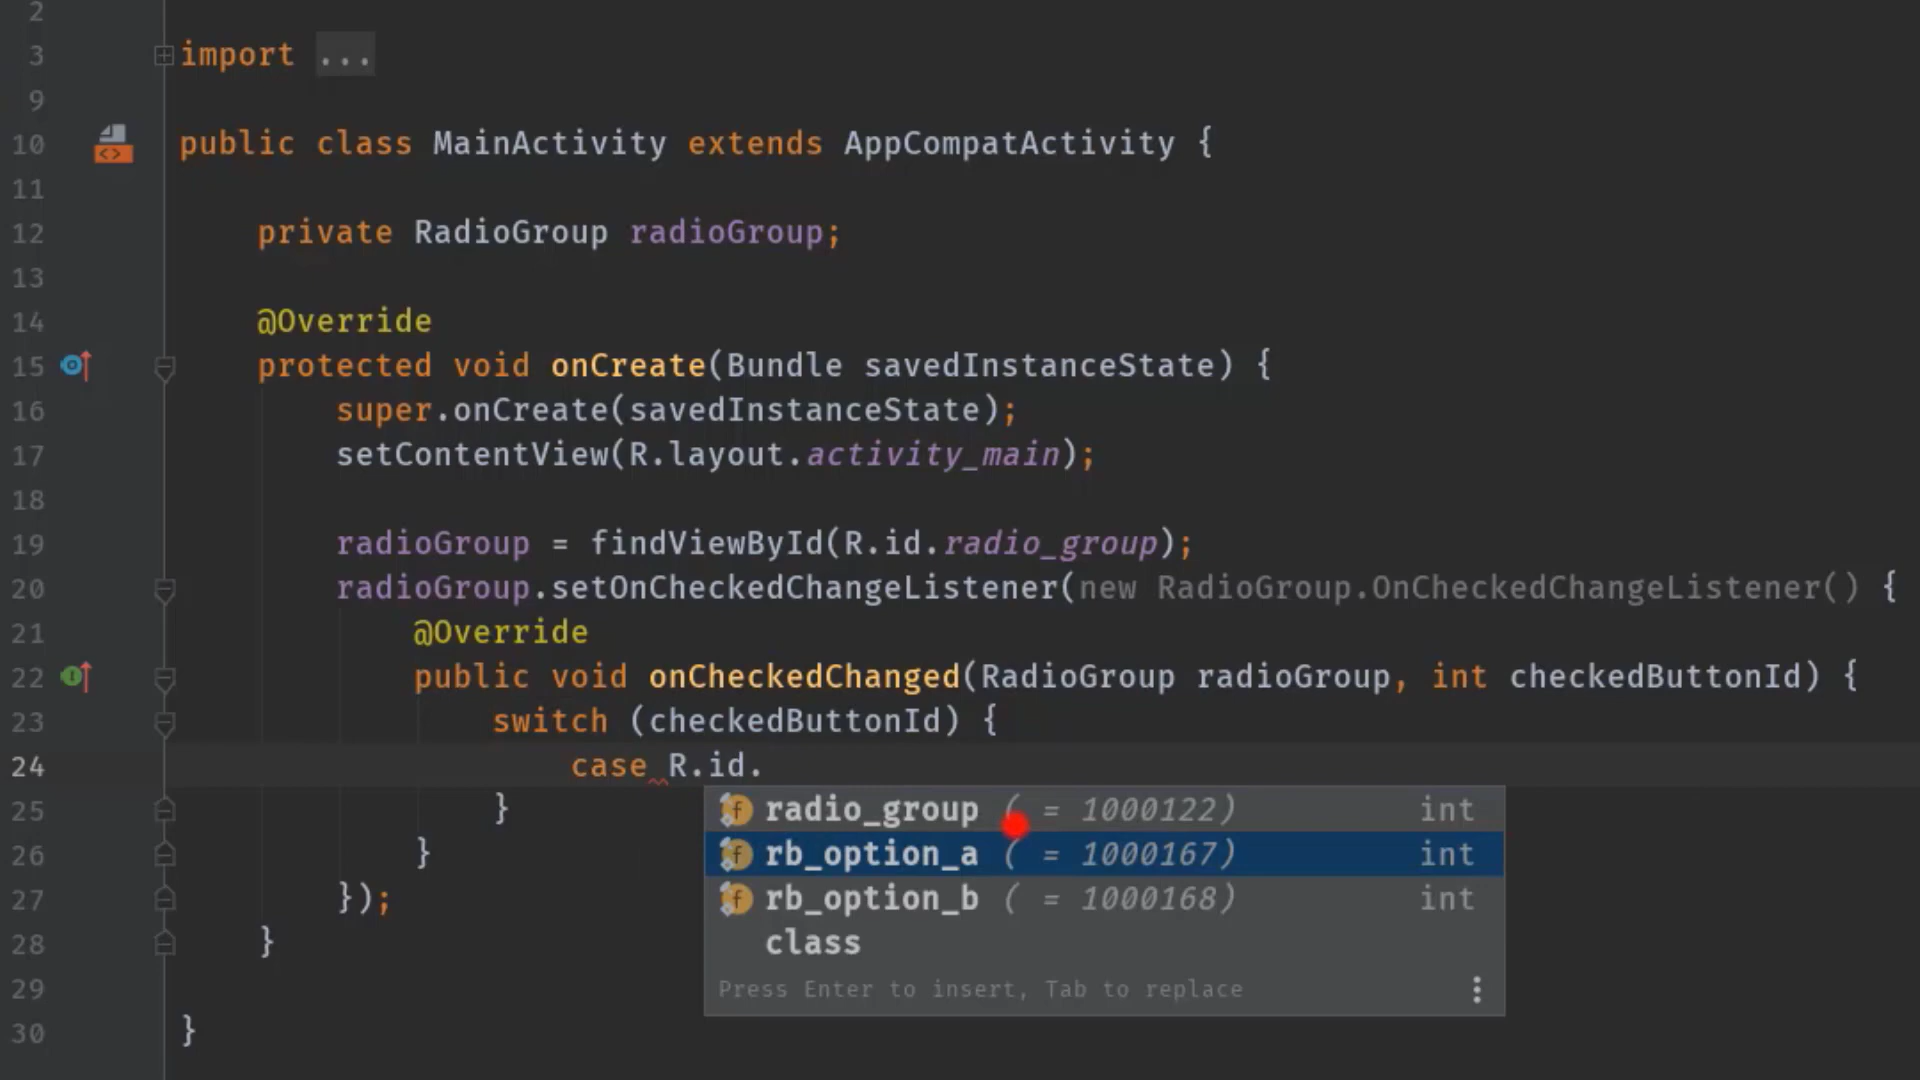 2
3 import ...
9
10 public class MainActivity extends AppCompatActivity {
11
12 private RadioGroup radioGroup;
13
14 @Override
15 protected void onCreate(Bundle savedInstanceState) {
16 super.onCreate(savedInstanceState);
17 setContentView(R.layout.activity_main);
18
19 radioGroup = findViewById(R.id.radio_group);
20 radioGroup.setOnCheckedChangeListener(new RadioGroup.OnCheckedChangeListener() {
21 @Override
22 public void onCheckedChanged(RadioGroup radioGroup, int checkedButtonId) {
23 switch (checkedButtonId) {
24 case R.id.
25 }
radio_group ( = 1000122) int
26 }
rb_option_a ( = 1000167) int
27 });
rb_option_b ( = 1000168) int
28 }
class
29
Press Enter to insert, Tab to replace
30 }